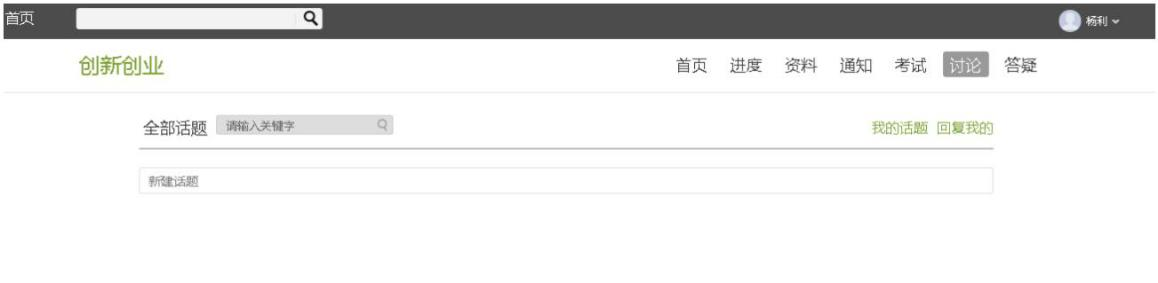 首页 杨利
创新创业 首页 进度 资料 通知 考试 讨论 答疑
全部话题 请输入关键字 我的话题 回复我的
新建话题